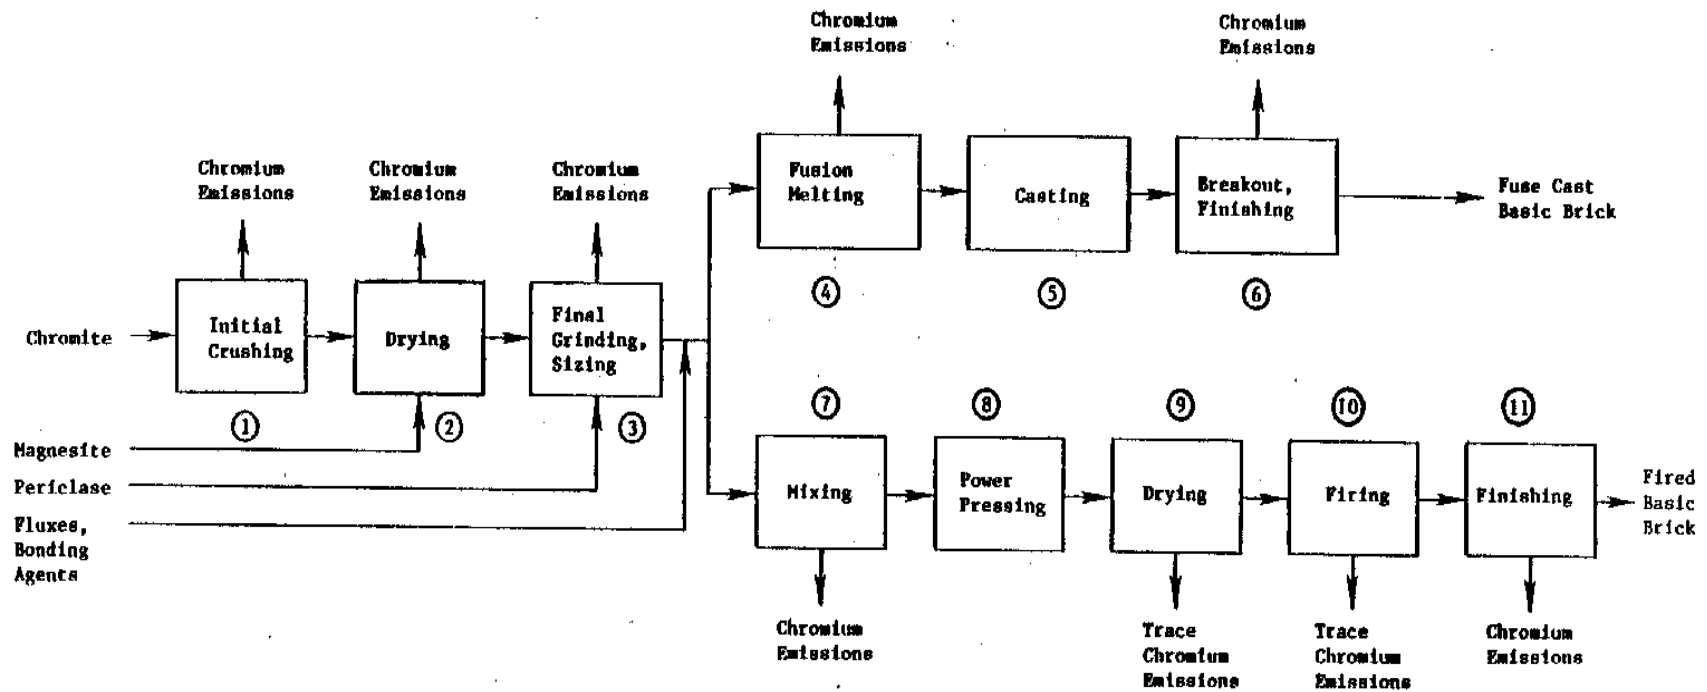 Chromium
Emissions
Chromium
Emissions
Chromium
Emissions
Chromium
Emissions
Chromium
Emissions
Fusion
Melting
Casting
Breakout,
Finishing
Fuse Cast
Basic Brick
4
5
6
Chromite
Initial
Crushing
Drying
Final
Grinding,
Sizing
1
2
3
Magnesite
Periclase
Fluxes,
Bonding
Agents
7
8
9
10
11
Mixing
Power
Pressing
Drying
Firing
Finishing
Fired
Basic
Brick
Chromium
Emissions
Trace
Chromium
Emissions
Trace
Chromium
Emissions
Chromium
Emissions